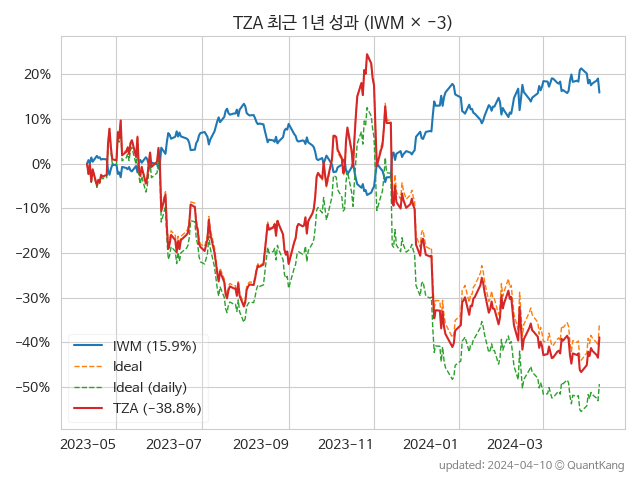 TZA 최근 1년 성과 (IWM × −3)
20%
10%
0%
−10%
−20%
−30%
−40%
−50%
IWM (15.9%)
Ideal
Ideal (daily)
TZA (−38.8%)
2023-05
2023-07
2023-09
2023-11
2024-01
2024-03
updated: 2024-04-10 ⓒ QuantKang